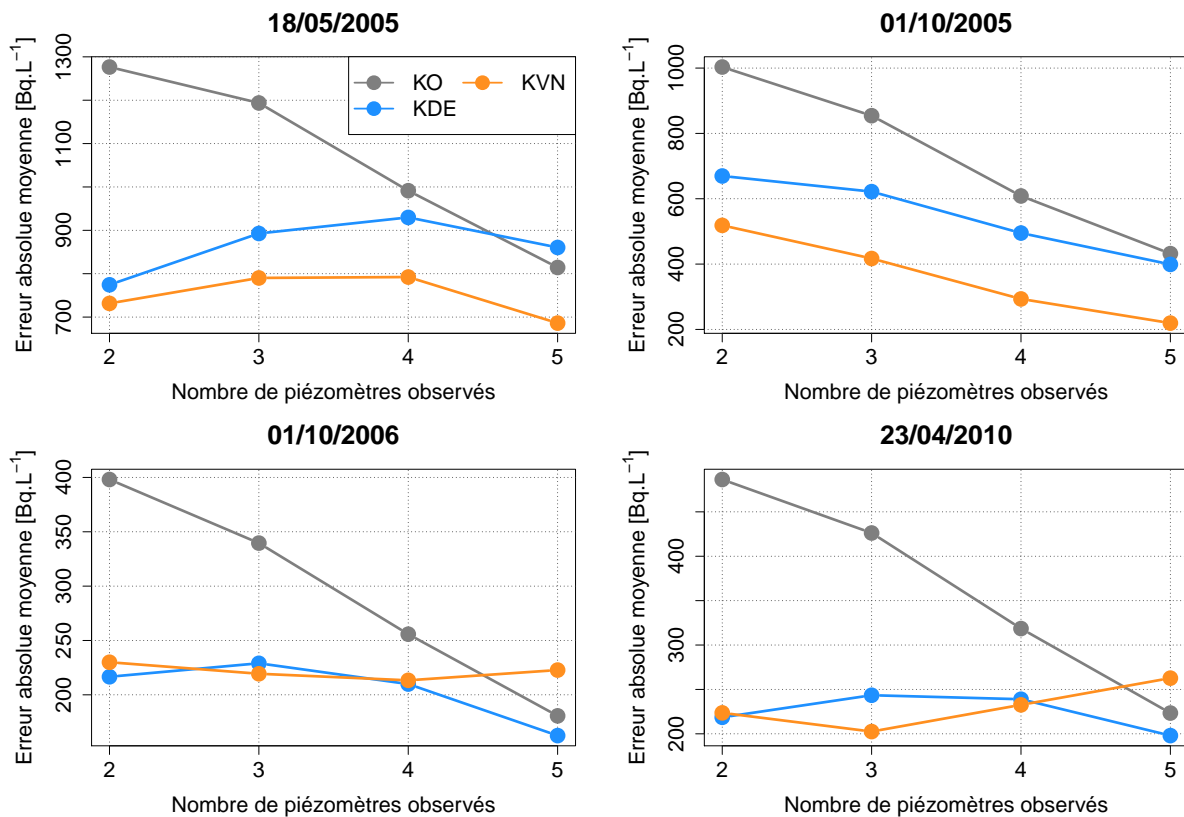 18/05/2005
Erreur absolue moyenne [Bq.L⁻¹]
1300
1100
900
700
KO
KVN
KDE
2 3 4 5
Nombre de piézomètres observés
01/10/2005
Erreur absolue moyenne [Bq.L⁻¹]
1000
800
600
400
200
2 3 4 5
Nombre de piézomètres observés
01/10/2006
Erreur absolue moyenne [Bq.L⁻¹]
400
350
300
250
200
2 3 4 5
Nombre de piézomètres observés
23/04/2010
Erreur absolue moyenne [Bq.L⁻¹]
400
300
200
2 3 4 5
Nombre de piézomètres observés